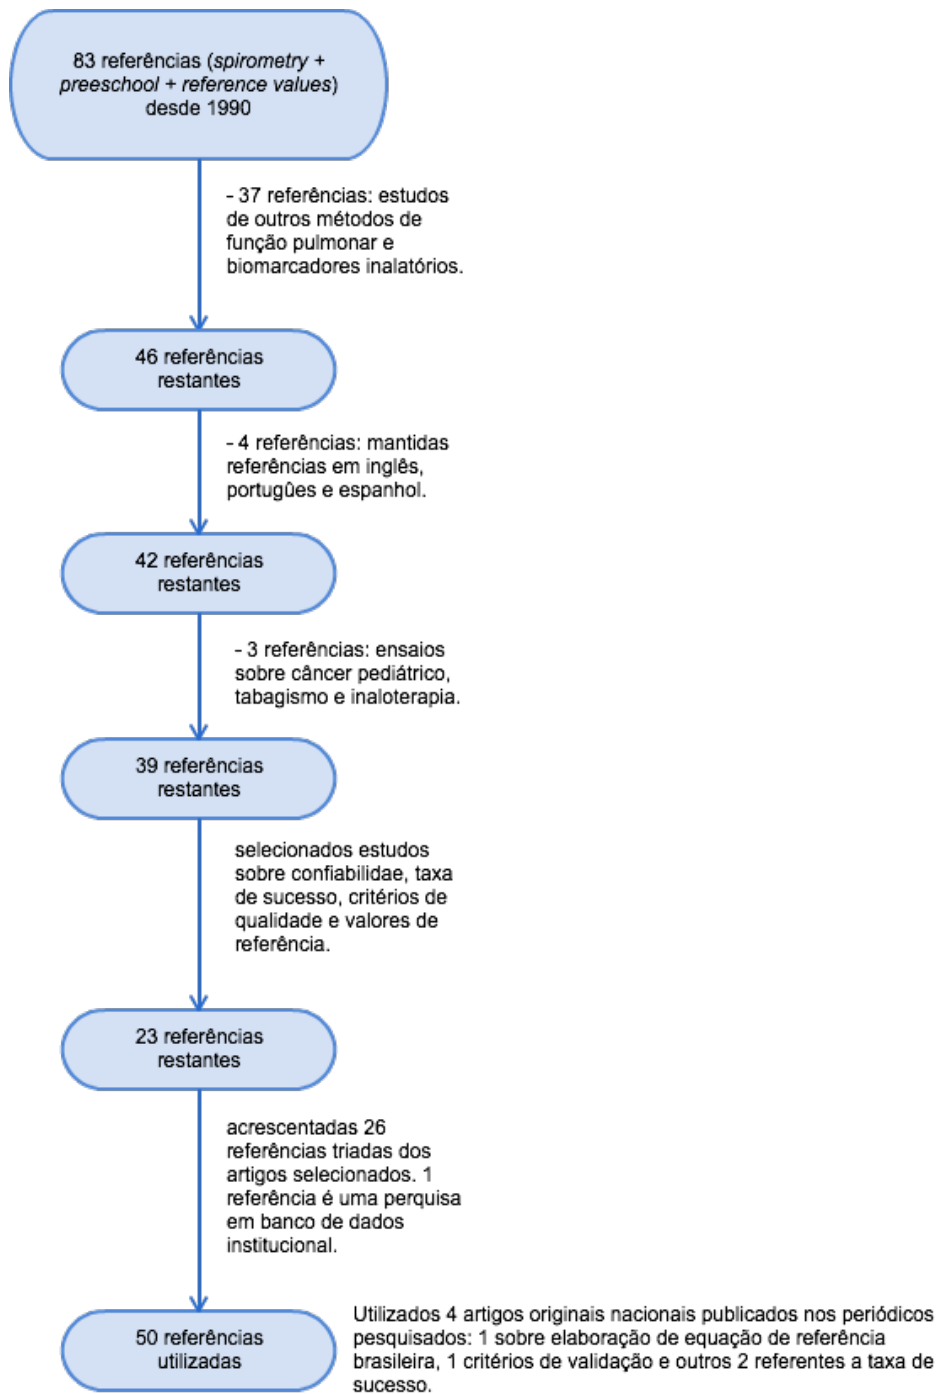 83 referências (spirometry +
preeschool + reference values)
desde 1990
- 37 referências: estudos
de outros métodos de
função pulmonar e
biomarcadores inalatórios.
46 referências
restantes
- 4 referências: mantidas
referências em inglês,
portugûes e espanhol.
42 referências
restantes
- 3 referências: ensaios
sobre câncer pediátrico,
tabagismo e inaloterapia.
39 referências
restantes
selecionados estudos
sobre confiabilidae, taxa
de sucesso, critérios de
qualidade e valores de
referência.
23 referências
restantes
acrescentadas 26
referências triadas dos
artigos selecionados. 1
referência é uma perquisa
em banco de dados
institucional.
50 referências
utilizadas
Utilizados 4 artigos originais nacionais publicados nos periódicos
pesquisados: 1 sobre elaboração de equação de referência
brasileira, 1 critérios de validação e outros 2 referentes a taxa de
sucesso.